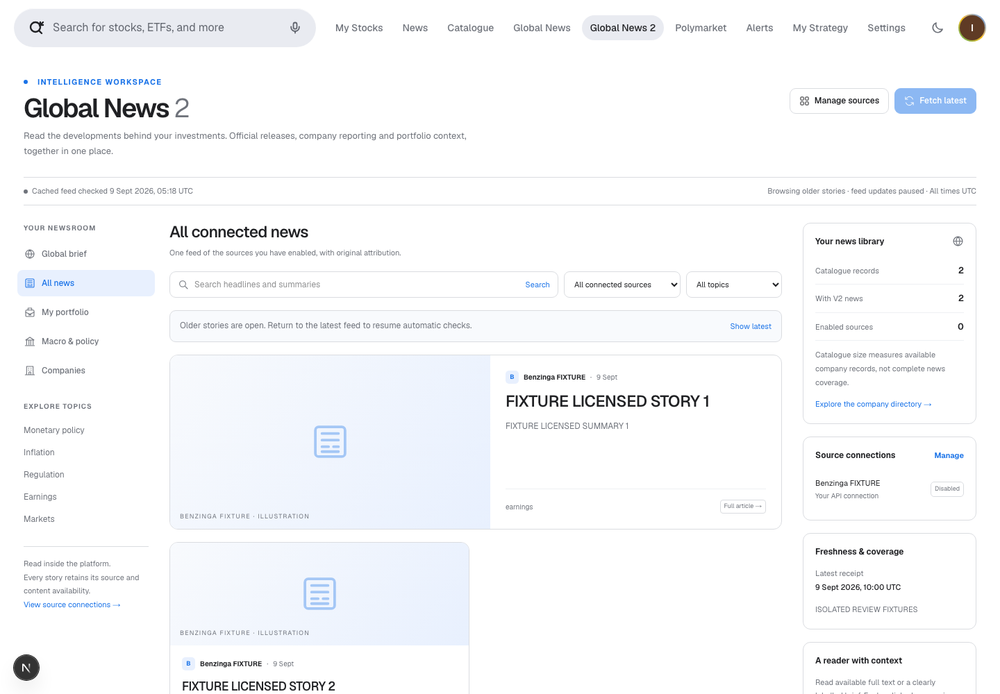 Search for stocks, ETFs, and more
My Stocks
News
Catalogue
Global News
Global News 2
Polymarket
Alerts
My Strategy
Settings
I
INTELLIGENCE WORKSPACE
Global News 2
Read the developments behind your investments. Official releases, company reporting and portfolio context,
together in one place.
Manage sources
Fetch latest
Cached feed checked 9 Sept 2026, 05:18 UTC
Browsing older stories · feed updates paused · All times UTC
YOUR NEWSROOM
Global brief
All news
My portfolio
Macro & policy
Companies
EXPLORE TOPICS
Monetary policy
Inflation
Regulation
Earnings
Markets
Read inside the platform.
Every story retains its source and
content availability.
View source connections →
N
All connected news
One feed of the sources you have enabled, with original attribution.
Search headlines and summaries
Search
All connected sources
All topics
Older stories are open. Return to the latest feed to resume automatic checks.
Show latest
BENZINGA FIXTURE · ILLUSTRATION
B Benzinga FIXTURE · 9 Sept
FIXTURE LICENSED STORY 1
FIXTURE LICENSED SUMMARY 1
earnings
Full article →
BENZINGA FIXTURE · ILLUSTRATION
B Benzinga FIXTURE · 9 Sept
FIXTURE LICENSED STORY 2
Your news library
Catalogue records 2
With V2 news 2
Enabled sources 0
Catalogue size measures available
company records, not complete news
coverage.
Explore the company directory →
Source connections
Manage
Benzinga FIXTURE
Your API connection
Disabled
Freshness & coverage
Latest receipt
9 Sept 2026, 10:00 UTC
ISOLATED REVIEW FIXTURES
A reader with context
Read available full text or a clearly